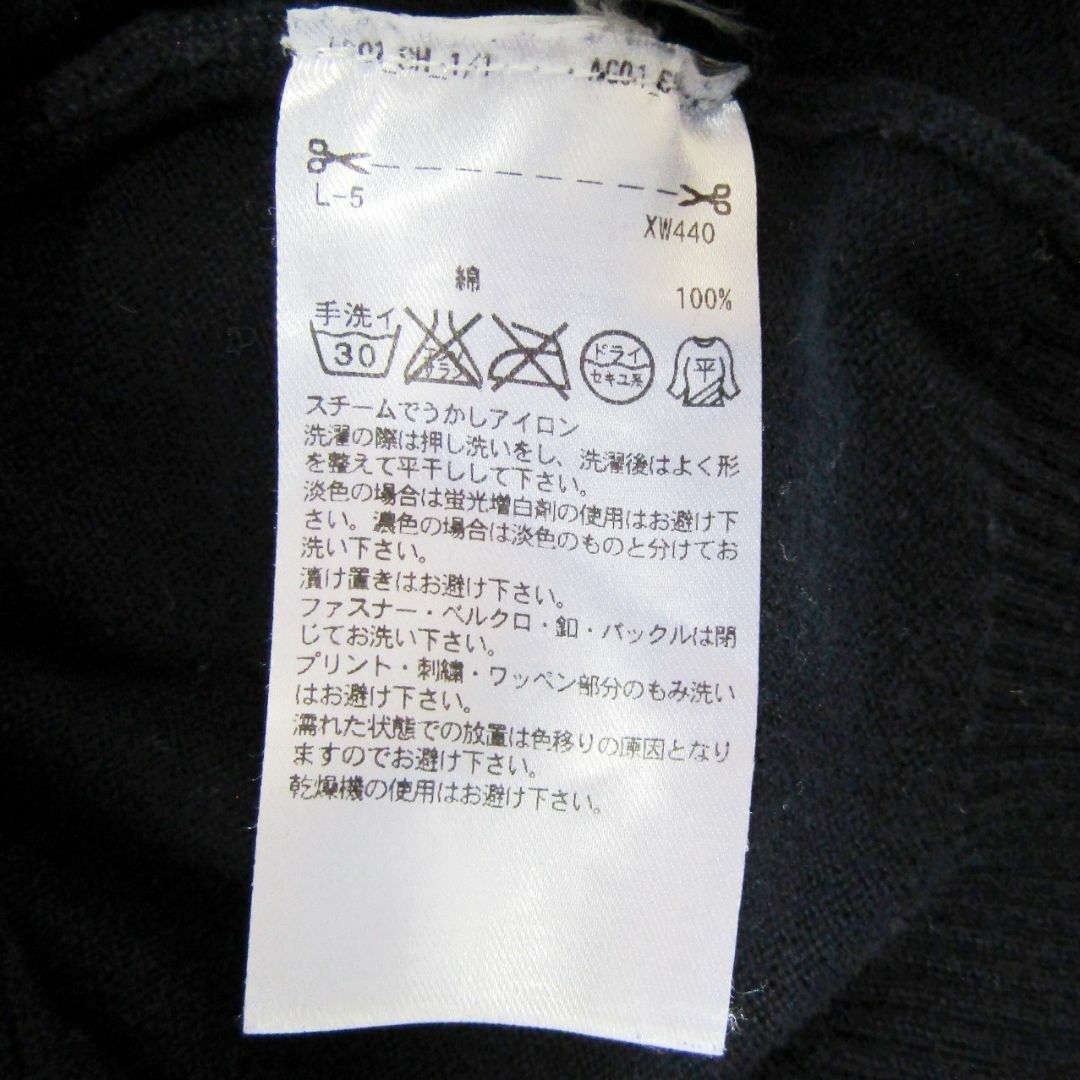 L-5
XW440
綿 100%
手洗イ
30
ドライ
セキユ系
平
スチームでうかしアイロン
洗濯の際は押し洗いをし、洗濯後はよく形
を整えて平干しして下さい。
淡色の場合は蛍光増白剤の使用はお避け下
さい。濃色の場合は淡色のものと分けてお
洗い下さい。
漬け置きはお避け下さい。
ファスナー・ベルクロ・釦・バックルは閉
じてお洗い下さい。
プリント・刺繍・ワッペン部分のもみ洗い
はお避け下さい。
濡れた状態での放置は色移りの原因となり
ますのでお避け下さい。
乾燥機の使用はお避け下さい。